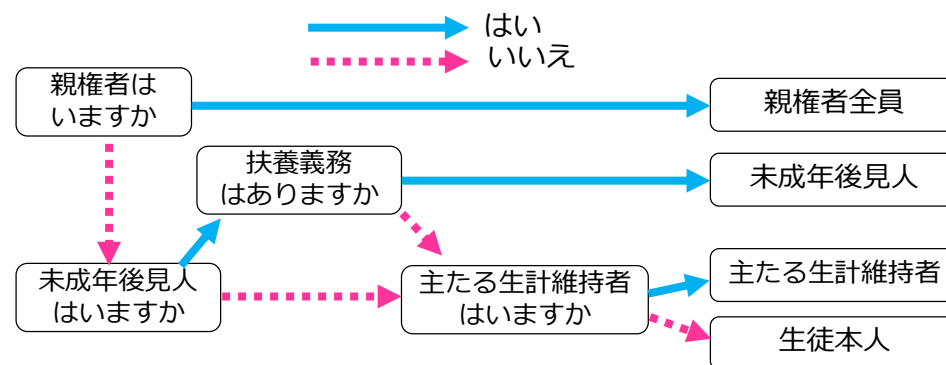 はい
いいえ
親権者は
いますか
親権者全員
扶養義務
はありますか
未成年後見人
未成年後見人
はいますか
主たる生計維持者
はいますか
主たる生計維持者
生徒本人